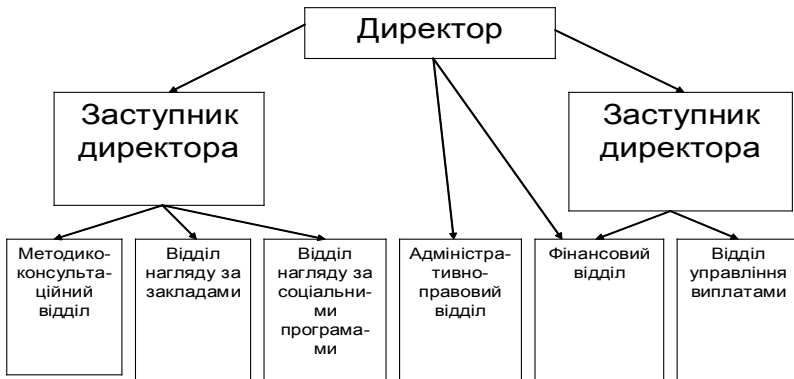 Директор
Заступник
директора
Заступник
директора
Методико-
консульта-
ційний
відділ
Відділ
нагляду за
закладами
Відділ
нагляду за
соціальни-
ми
програма-
ми
Адміністра-
тивно-
правовий
відділ
Фінансовий
відділ
Відділ
управління
виплатами